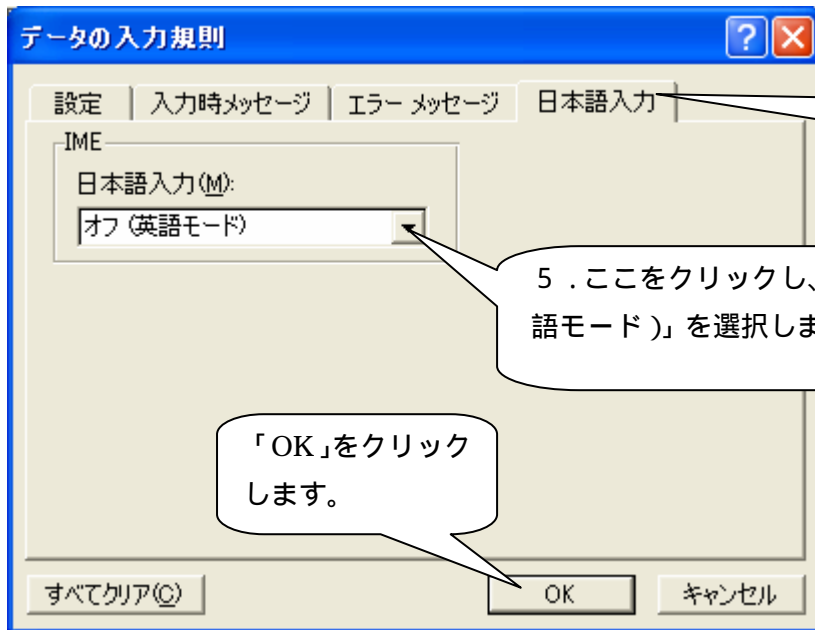 データの入力規則
設定 入力時メッセージ エラー メッセージ 日本語入力
IME
日本語入力(M):
オフ (英語モード)
5.ここをクリックし、
語モード)」を選択しま
「OK」をクリック
します。
すべてクリア(C) OK キャンセル